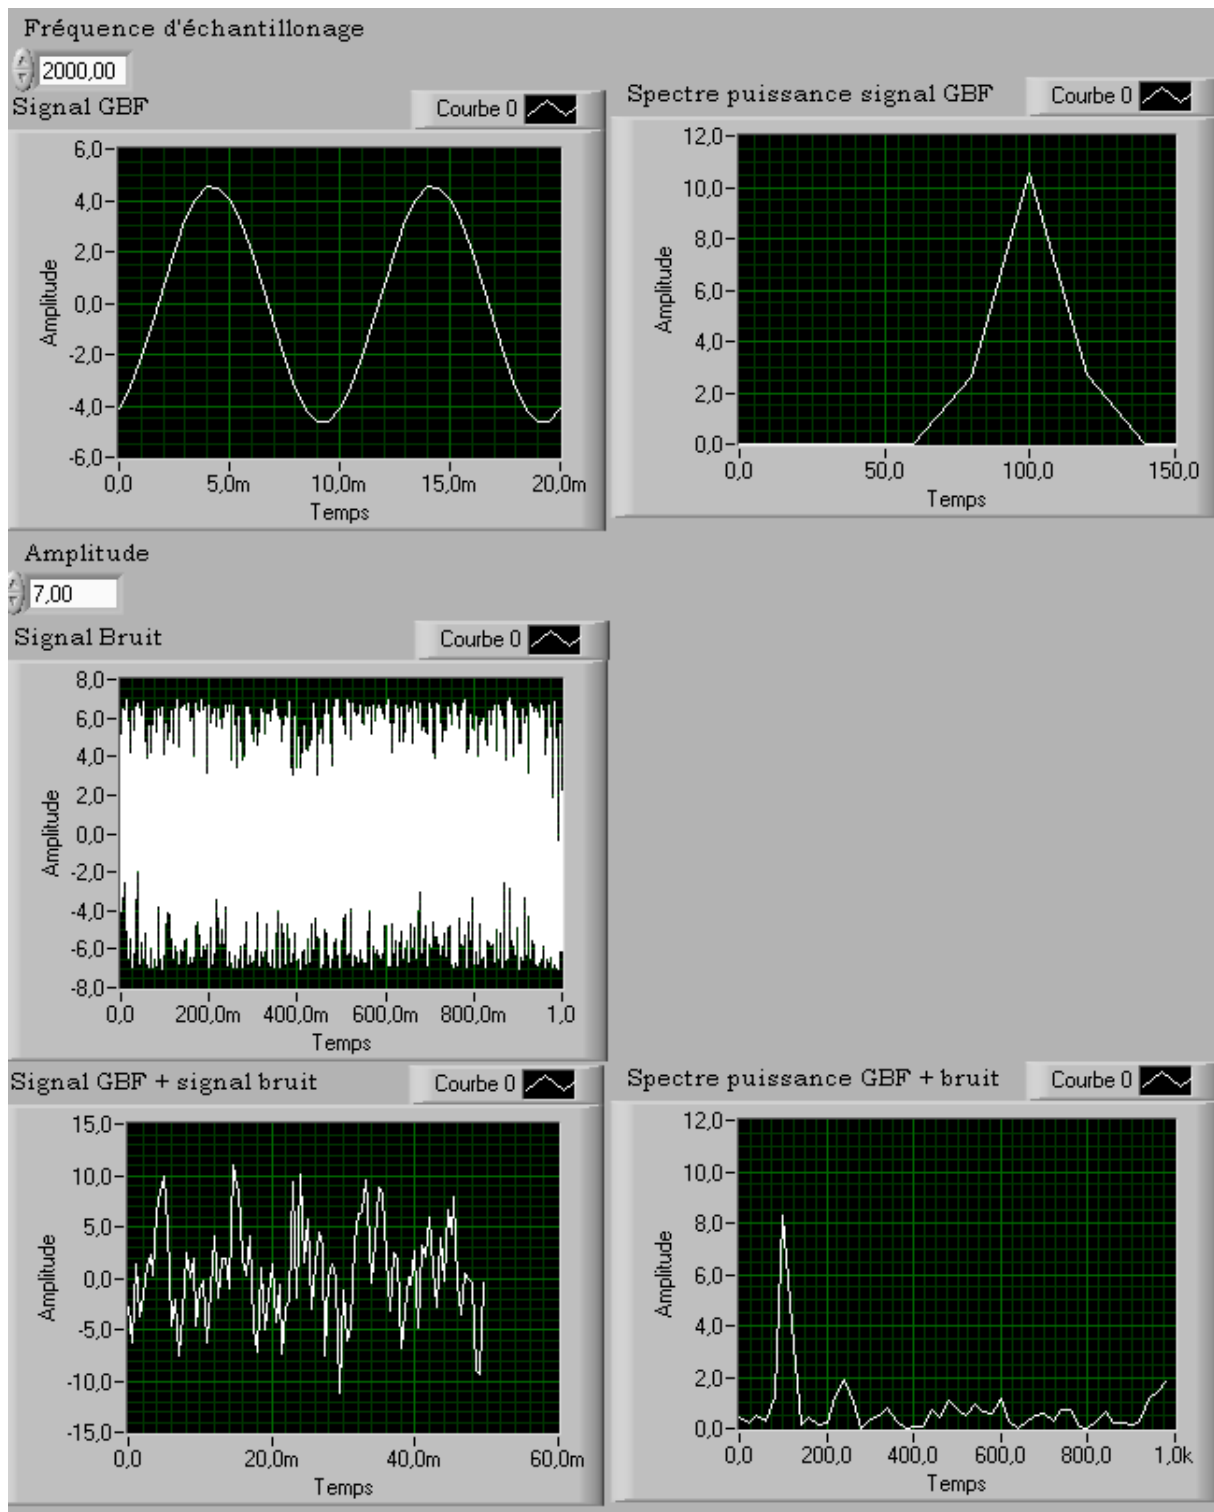 Fréquence d'échantillonage
2000,00
Signal GBF
Courbe 0
6,0
4,0
2,0
0,0
-2,0
-4,0
-6,0
Amplitude
0,0 5,0m 10,0m 15,0m 20,0m
Temps
Spectre puissance signal GBF
Courbe 0
12,0
10,0
8,0
6,0
4,0
2,0
0,0
Amplitude
0,0 50,0 100,0 150,0
Temps
Amplitude
7,00
Signal Bruit
Courbe 0
8,0
6,0
4,0
2,0
0,0
-2,0
-4,0
-6,0
-8,0
Amplitude
0,0 200,0m 400,0m 600,0m 800,0m 1,0
Temps
Signal GBF + signal bruit
Courbe 0
15,0
10,0
5,0
0,0
-5,0
-10,0
-15,0
Amplitude
0,0 20,0m 40,0m 60,0m
Temps
Spectre puissance GBF + bruit
Courbe 0
12,0
10,0
8,0
6,0
4,0
2,0
0,0
Amplitude
0,0 200,0 400,0 600,0 800,0 1,0k
Temps